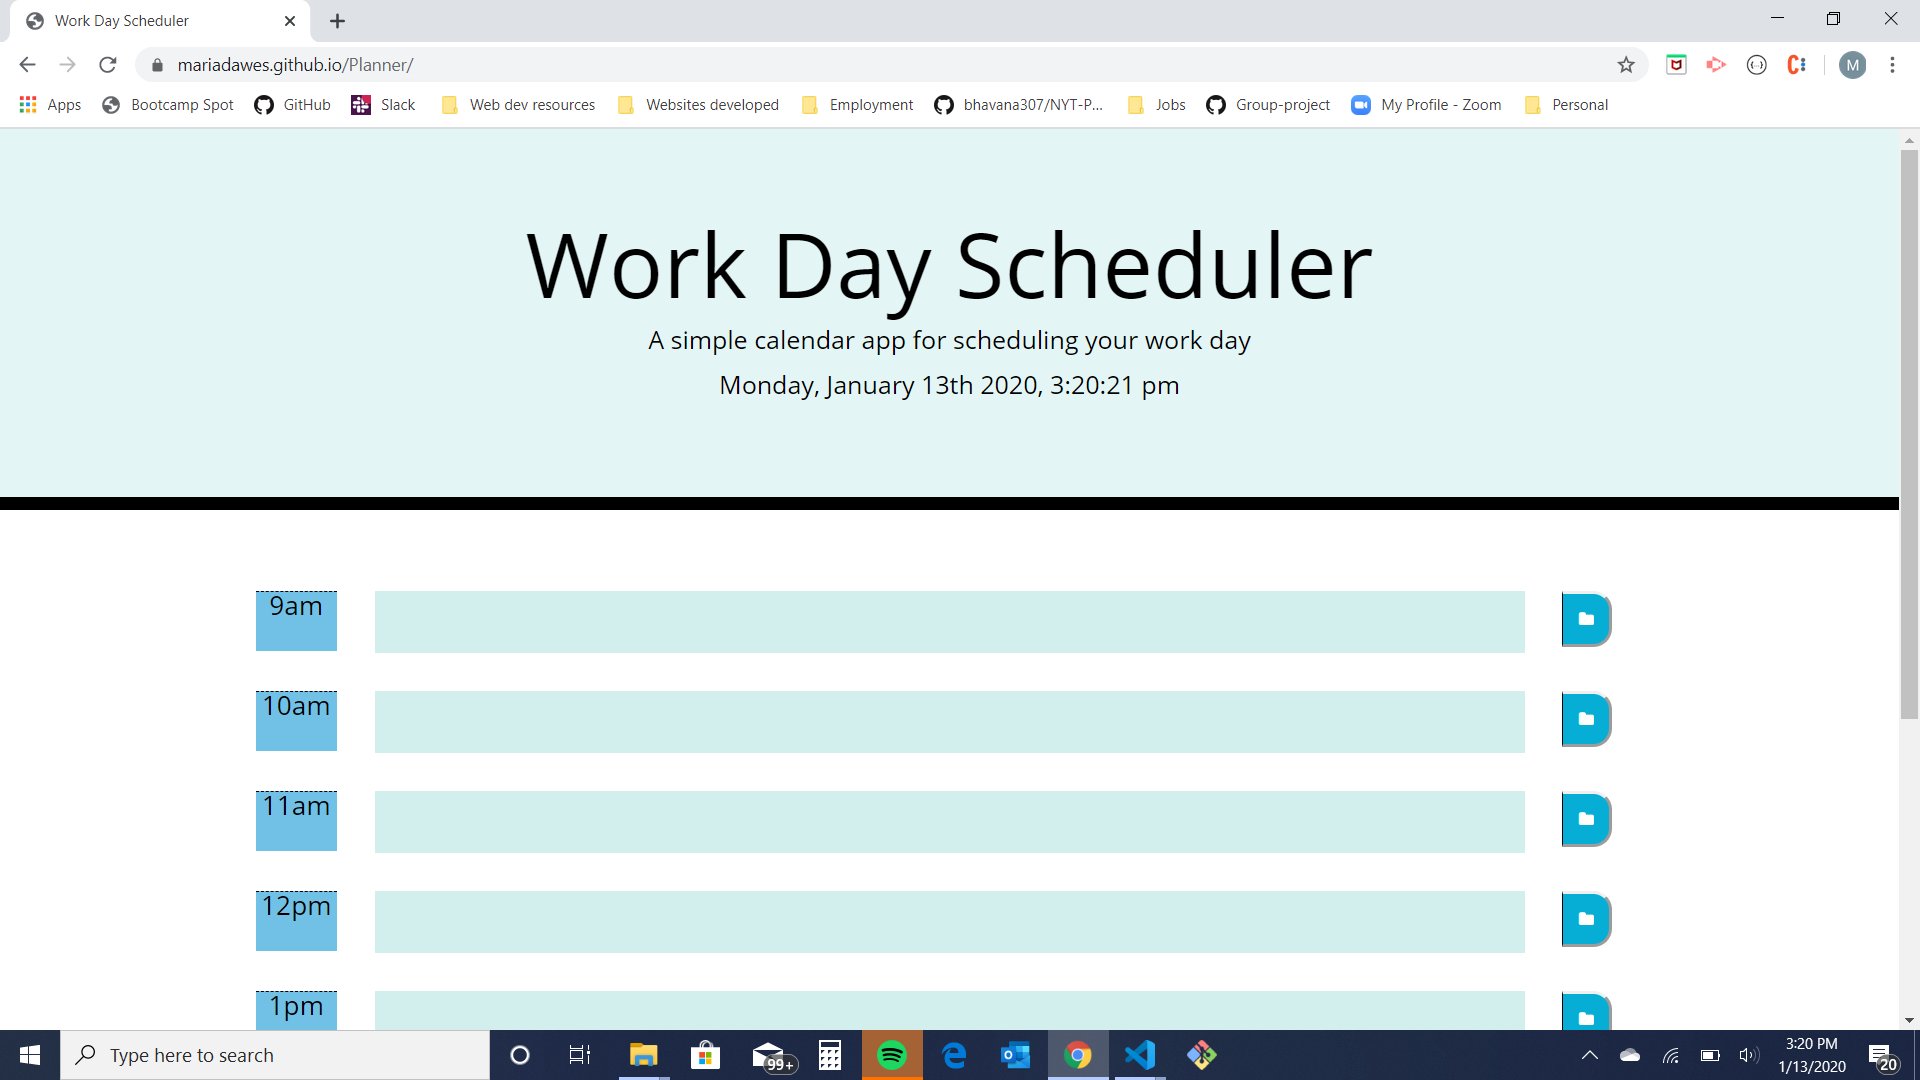 Work Day Scheduler
mariadawes.github.io/Planner/
M
Apps Bootcamp Spot GitHub Slack Web dev resources Websites developed Employment bhavana307/NYT-P... Jobs Group-project My Profile - Zoom Personal
Work Day Scheduler
A simple calendar app for scheduling your work day
Monday, January 13th 2020, 3:20:21 pm
9am
10am
11am
12pm
1pm
Type here to search
99+
3:20 PM
1/13/2020
20